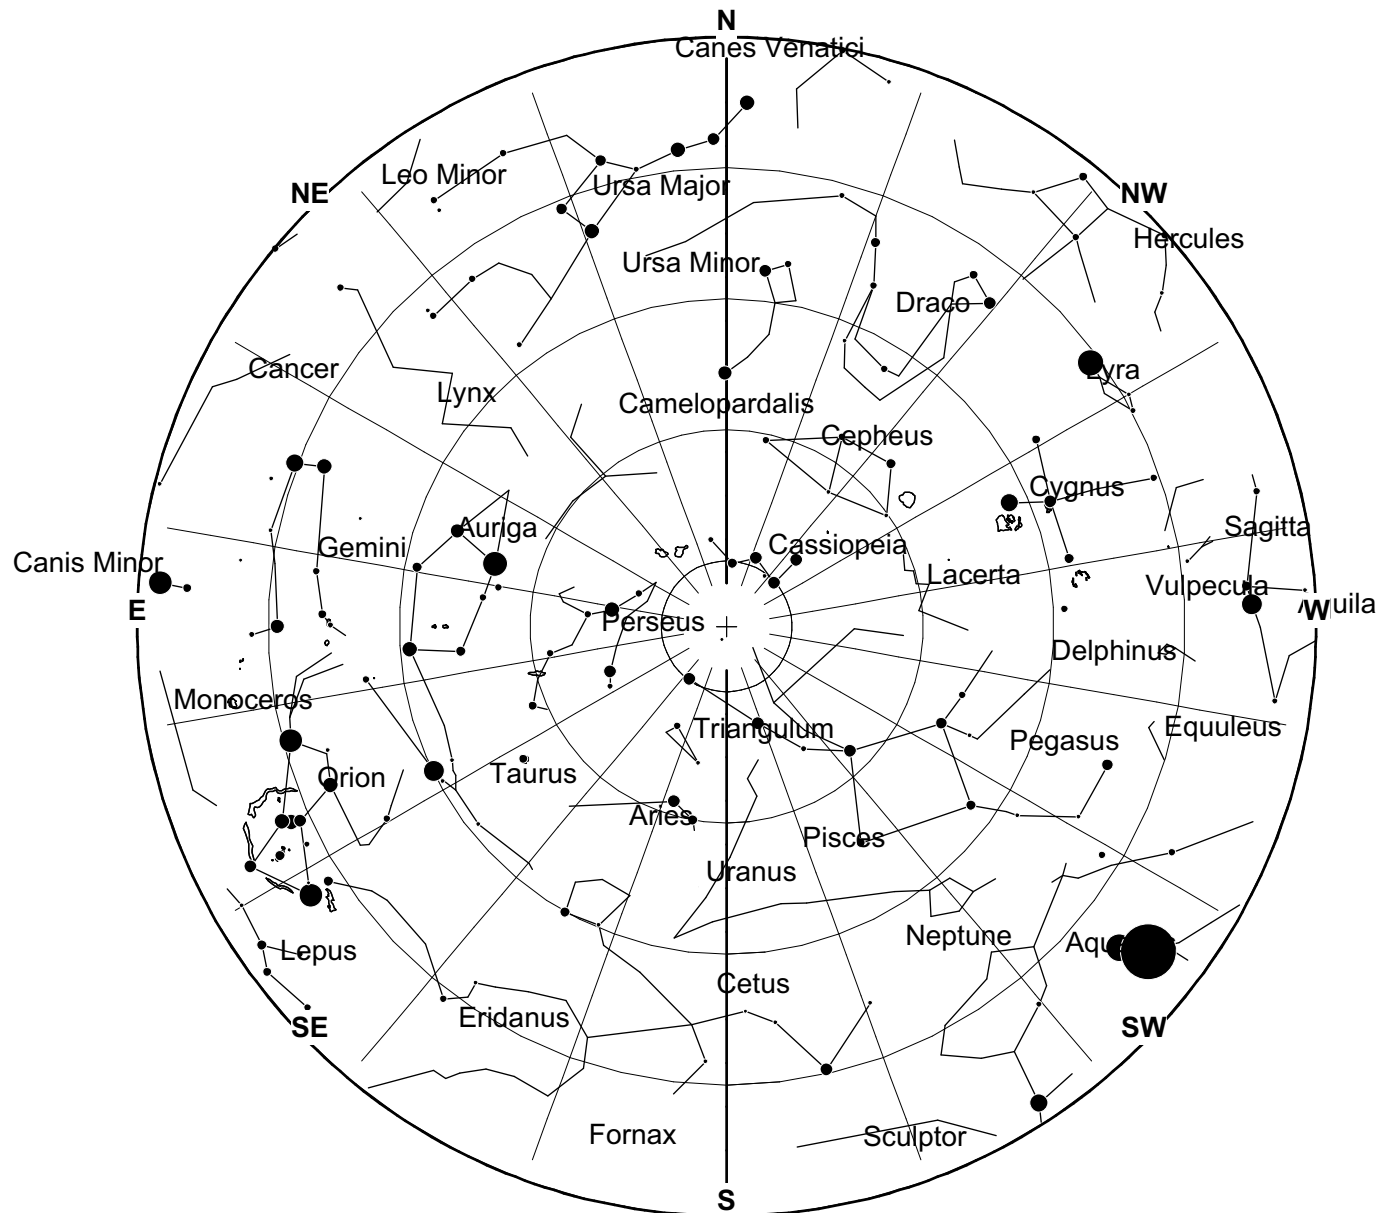 N
Canes Venatici
Leo Minor
Ursa Major
NE
NW
Hercules
Ursa Minor
Draco
Cancer
Lynx
Lyra
Camelopardalis
Cepheus
Cygnus
Auriga
Sagitta
Gemini
Cassiopeia
Canis Minor
Lacerta
Vulpecula
E
Perseus
W
Delphinus
Monoceros
Triangulum
Equuleus
Pegasus
Orion
Taurus
Aries
Pisces
Uranus
Lepus
Neptune
Cetus
Eridanus
SE
SW
Fornax
Sculptor
S